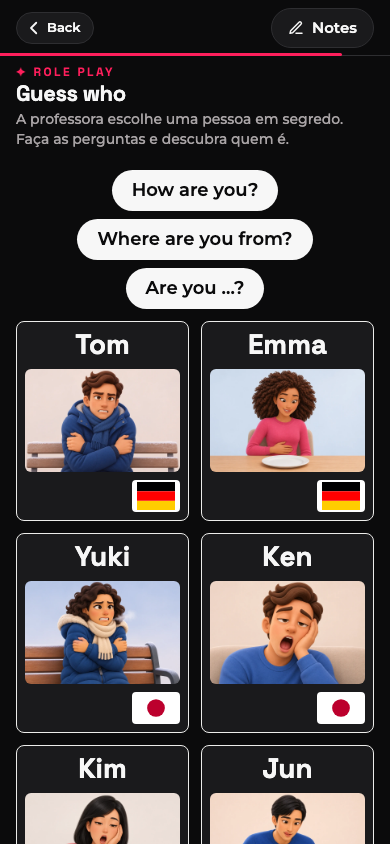 Back
Notes
ROLE PLAY
Guess who
A professora escolhe uma pessoa em segredo.
Faça as perguntas e descubra quem é.
How are you?
Where are you from?
Are you ...?
Tom
Emma
Yuki
Ken
Kim
Jun